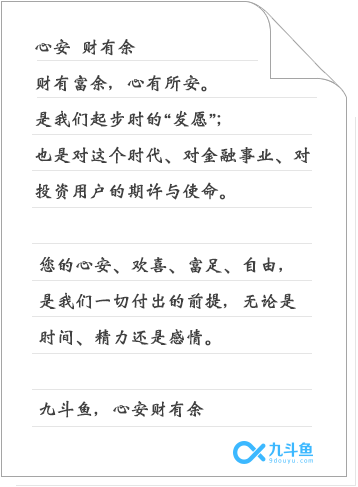 心安 财有余
财有富余，心有所安。
是我们起步时的“发愿”；
也是对这个时代、对金融事业、对
投资用户的期许与使命。
您的心安、欢喜、富足、自由，
是我们一切付出的前提，无论是
时间、精力还是感情。
九斗鱼，心安财有余
九斗鱼
9douyu.com